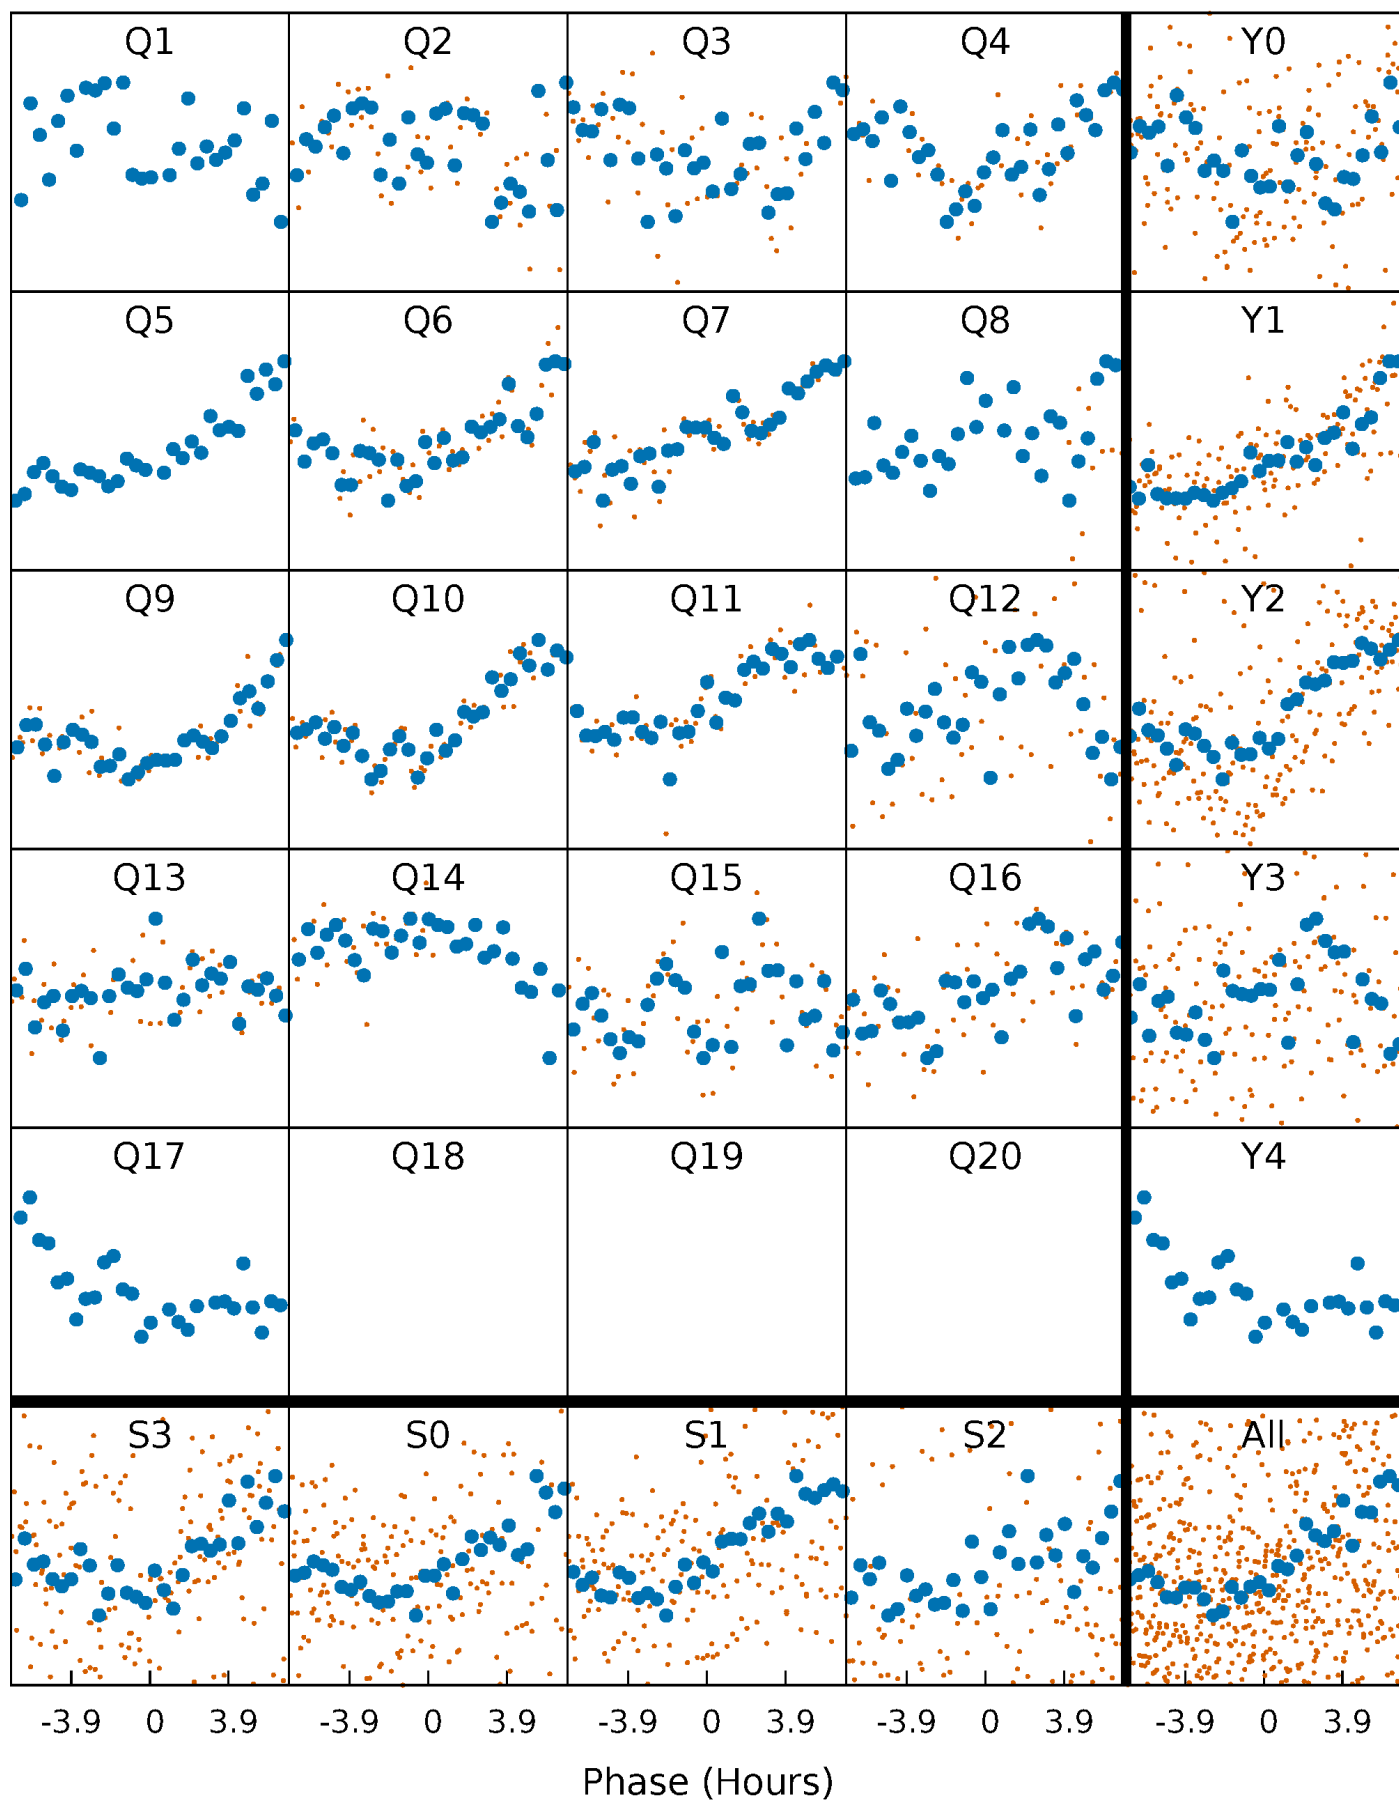 Q1 Q2 Q3 Q4 Y0
Q5 Q6 Q7 Q8 Y1
Q9 Q10 Q11 Q12 Y2
Q13 Q14 Q15 Q16 Y3
Q17 Q18 Q19 Q20 Y4
S3 S0 S1 S2 All
-3.9 0 3.9 -3.9 0 3.9 -3.9 0 3.9 -3.9 0 3.9 -3.9 0 3.9
Phase (Hours)